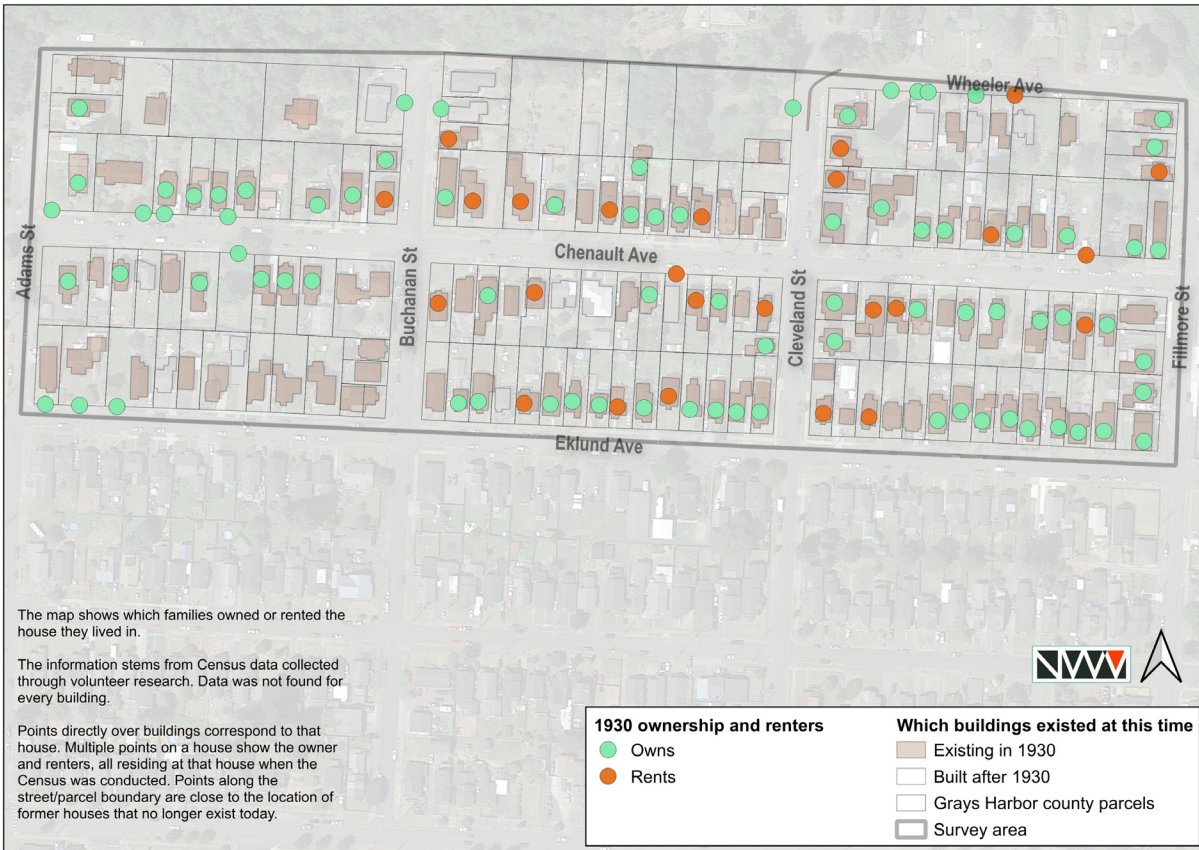 Wheeler Ave
Adams St
Buchanan St
Chenault Ave
Cleveland St
Fillmore St
Eklund Ave
The map shows which families owned or rented the
house they lived in.
The information stems from Census data collected
through volunteer research. Data was not found for
every building.
Points directly over buildings correspond to that
house. Multiple points on a house show the owner
and renters, all residing at that house when the
Census was conducted. Points along the
street/parcel boundary are close to the location of
former houses that no longer exist today.
NWV
1930 ownership and renters
Owns
Rents
Which buildings existed at this time
Existing in 1930
Built after 1930
Grays Harbor county parcels
Survey area